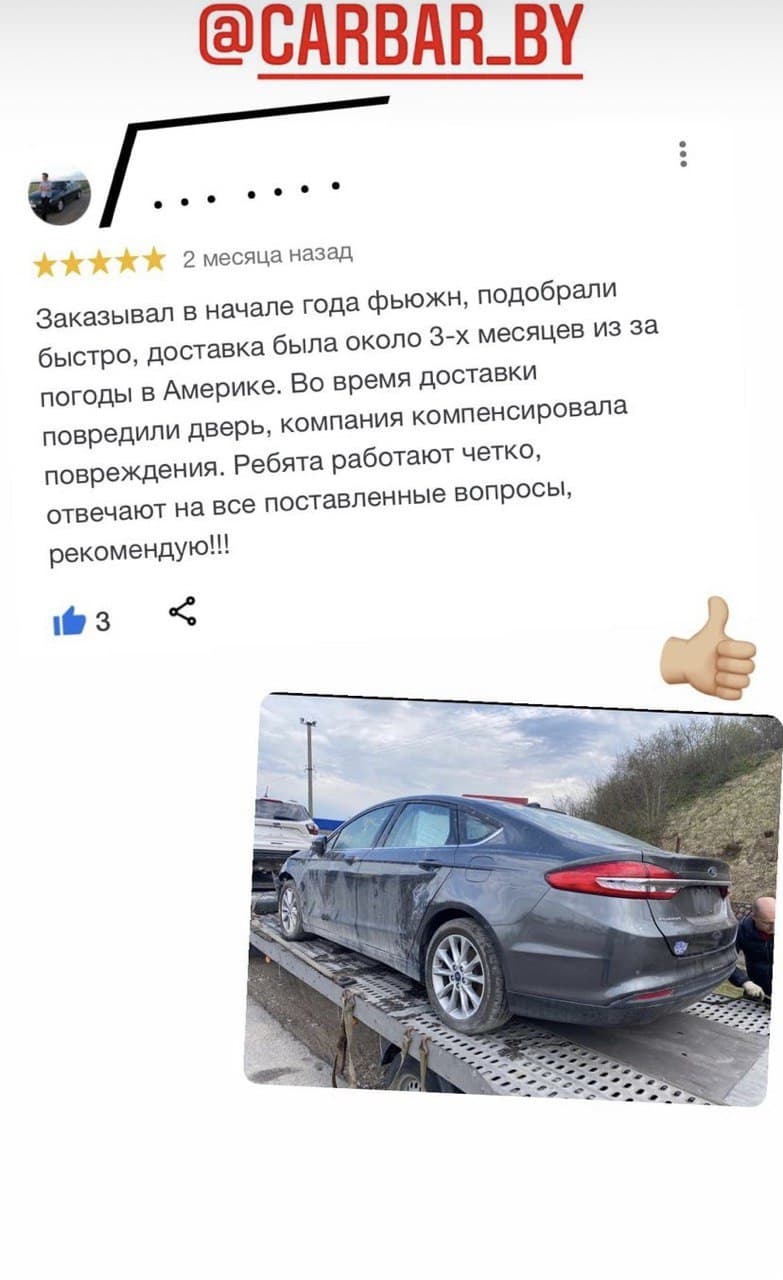 @CARBAR_BY
2 месяца назад
Заказывал в начале года фьюжн, подобрали
быстро, доставка была около 3-х месяцев из за
погоды в Америке. Во время доставки
повредили дверь, компания компенсировала
повреждения. Ребята работают четко,
отвечают на все поставленные вопросы,
рекомендую!!!
3